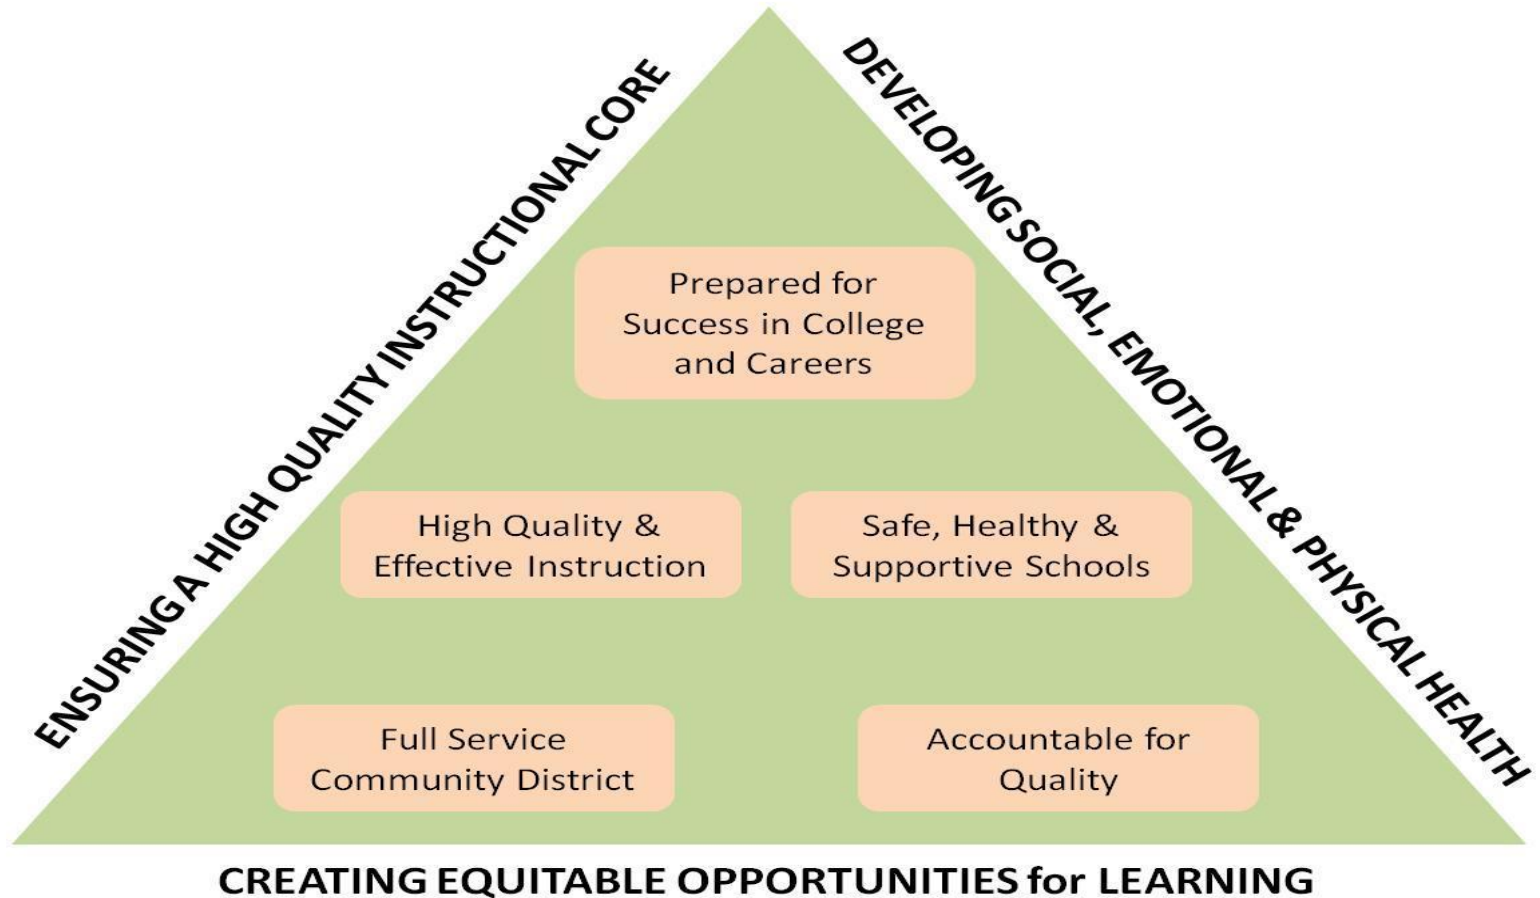 ENSURING A HIGH QUALITY INSTRUCTIONAL CORE
DEVELOPING SOCIAL, EMOTIONAL & PHYSICAL HEALTH
Prepared for
Success in College
and Careers
High Quality &
Effective Instruction
Safe, Healthy &
Supportive Schools
Full Service
Community District
Accountable for
Quality
CREATING EQUITABLE OPPORTUNITIES for LEARNING